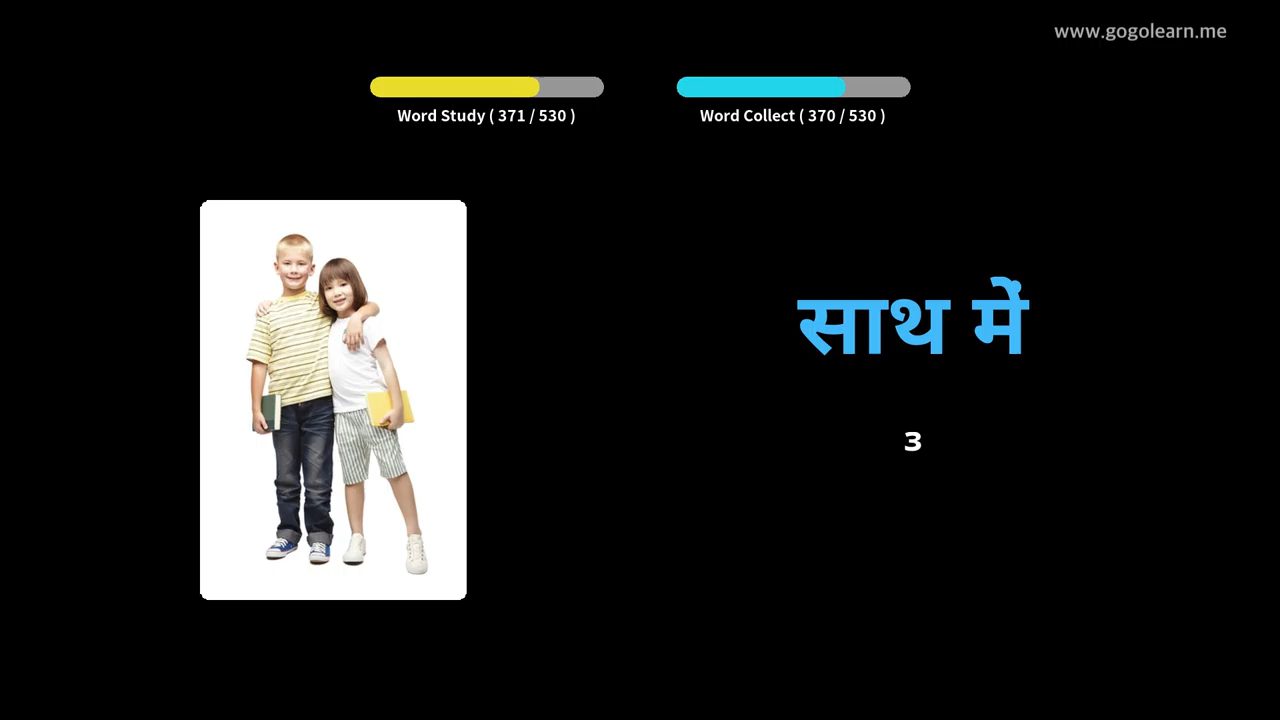 www.gogolearn.me
Word Study ( 371 / 530 )
Word Collect ( 370 / 530 )
साथ में
3